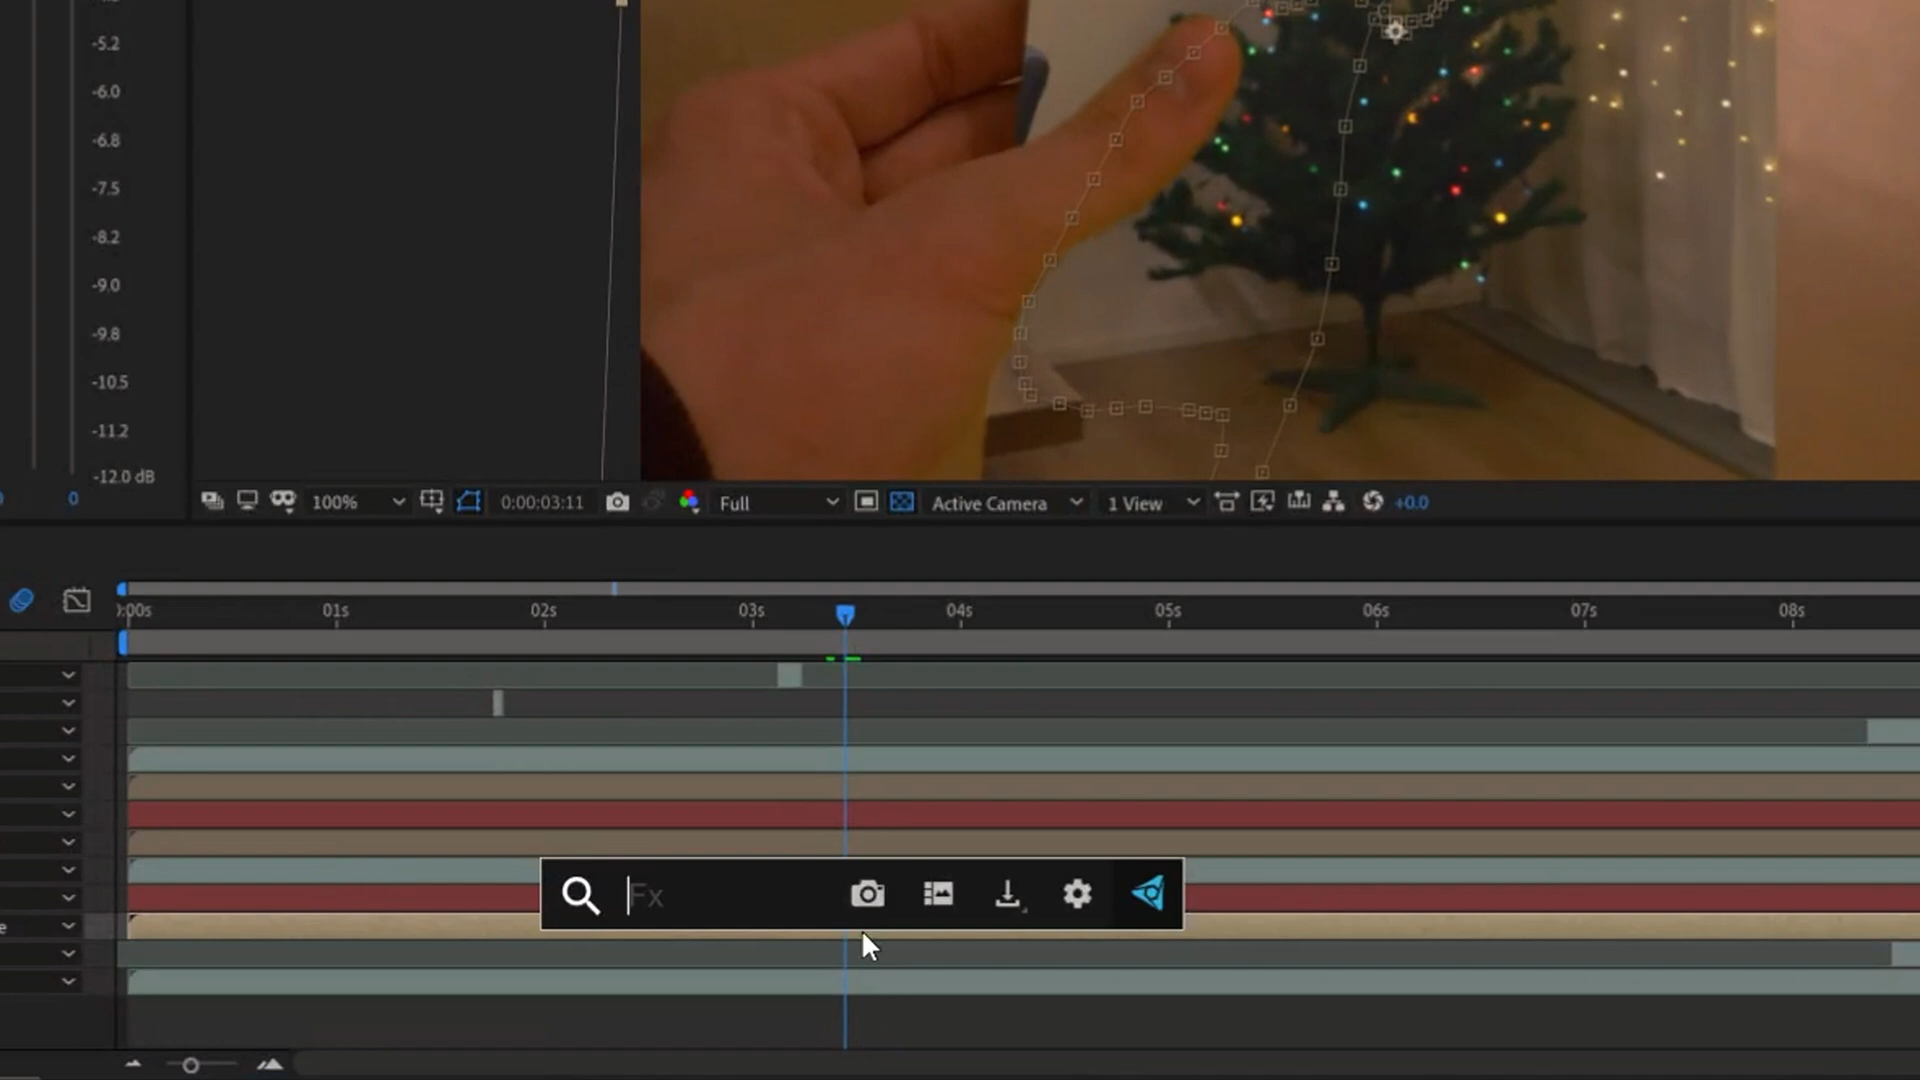 -5.2
-6.0
-6.8
-7.5
-8.2
-9.0
-9.8
-10.5
-11.2
-12.0 dB
0
100%
0:00:03:11
Full
Active Camera
1 View
+0.0
:00s 01s 02s 03s 04s 05s 06s 07s 08s
Fx
e